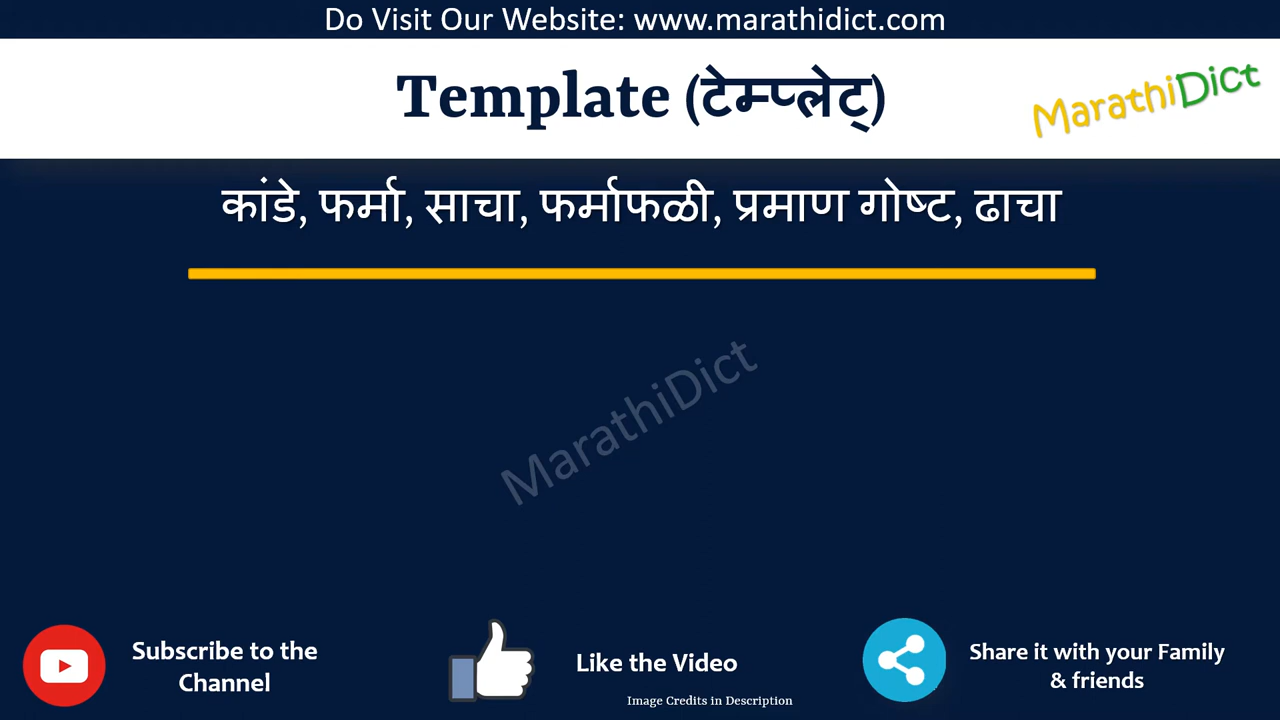 Do Visit Our Website: www.marathidict.com
Template (टेम्प्लेट्)
MarathiDict
कांडे, फर्मा, साचा, फर्माफळी, प्रमाण गोष्ट, ढाचा
MarathiDict
Subscribe to the
Channel
Like the Video
Image Credits in Description
Share it with your Family
& friends